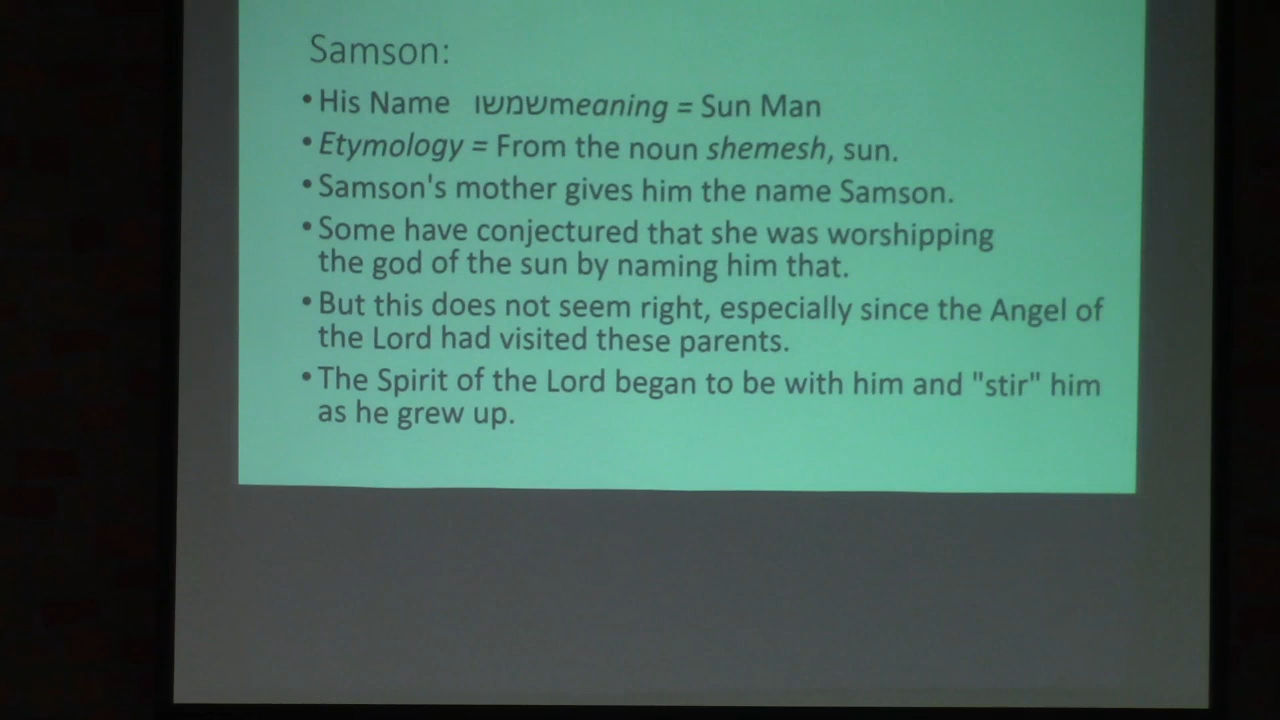 Samson:
• His Name שמשוmeaning = Sun Man
• Etymology = From the noun shemesh, sun.
• Samson's mother gives him the name Samson.
• Some have conjectured that she was worshipping
the god of the sun by naming him that.
• But this does not seem right, especially since the Angel of
the Lord had visited these parents.
• The Spirit of the Lord began to be with him and "stir" him
as he grew up.